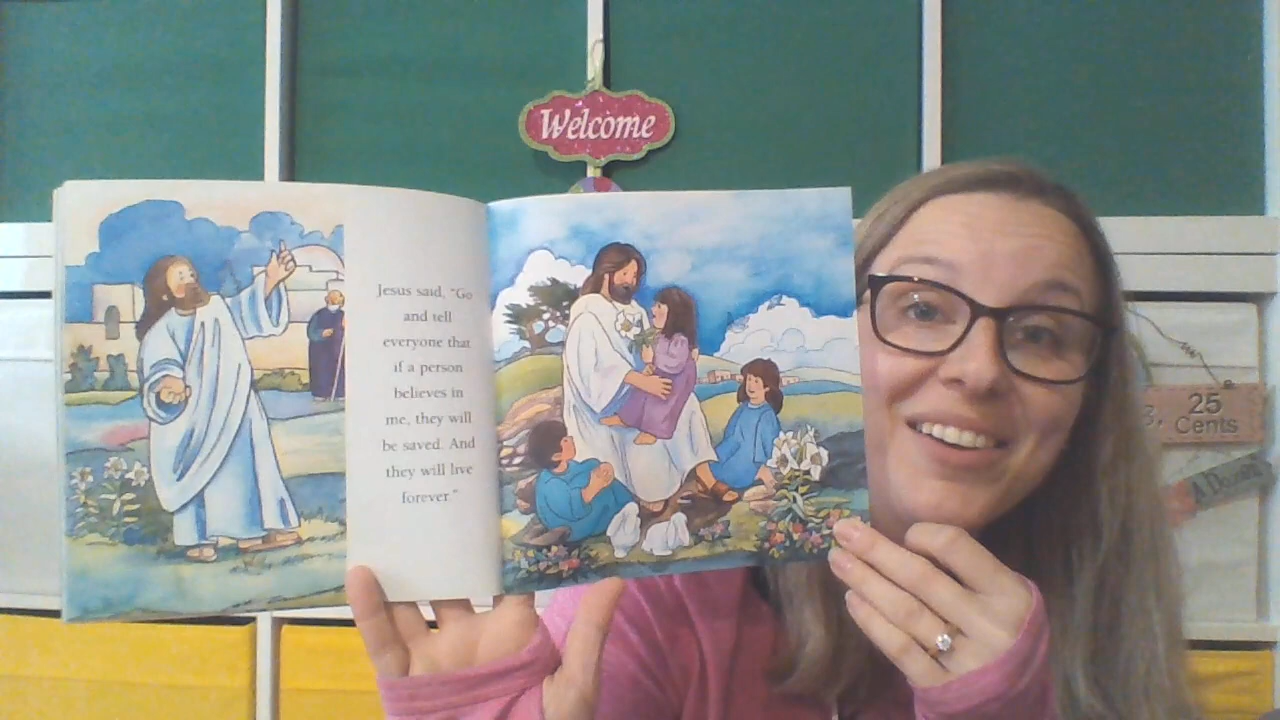 Welcome
Jesus said, "Go
and tell
everyone that
if a person
believes in
me, they will
be saved. And
they will live
forever."
25
Cents